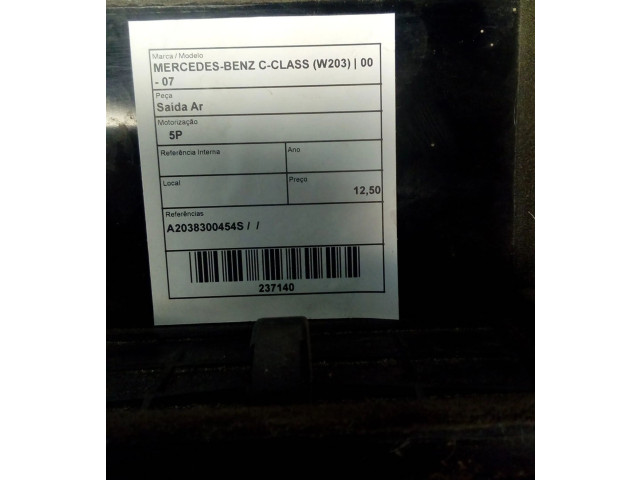 Marca / Modelo
MERCEDES-BENZ C-CLASS (W203) | 00
- 07
Peça
Saida Ar
Motorização
5P
Referência Interna
Ano
Local
Preço
12,50
Referências
A2038300454S / /
237140